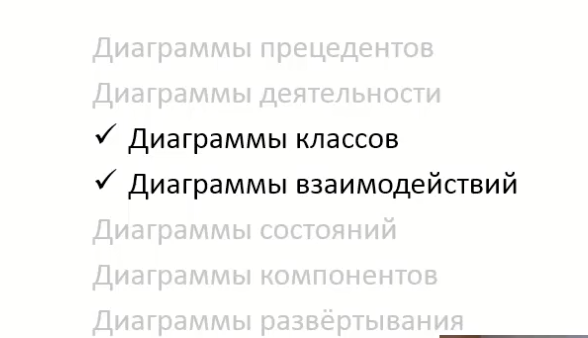 Диаграммы прецедентов
Диаграммы деятельности
✓ Диаграммы классов
✓ Диаграммы взаимодействий
Диаграммы состояний
Диаграммы компонентов
Диаграммы развёртывания